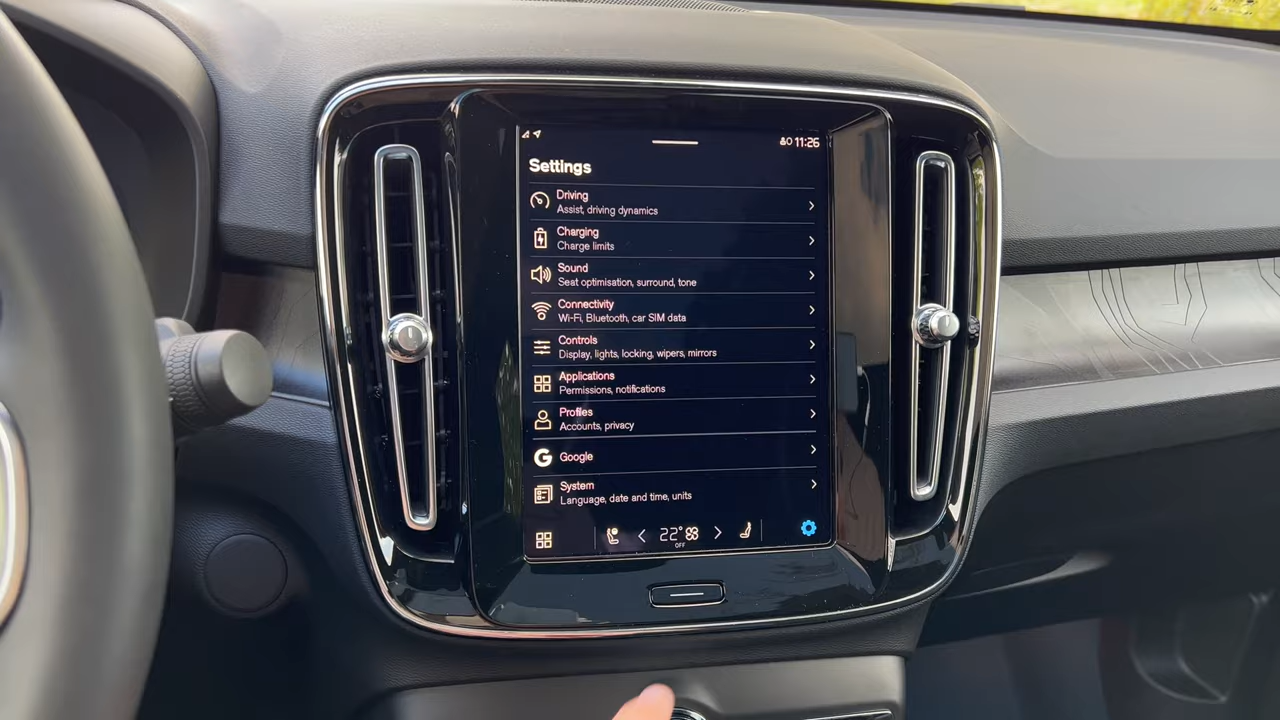 11:26
Settings
Driving
Assist, driving dynamics
Charging
Charge limits
Sound
Seat optimisation, surround, tone
Connectivity
Wi-Fi, Bluetooth, car SIM data
Controls
Display, lights, locking, wipers, mirrors
Applications
Permissions, notifications
Profiles
Accounts, privacy
G Google
System
Language, date and time, units
22°
OFF